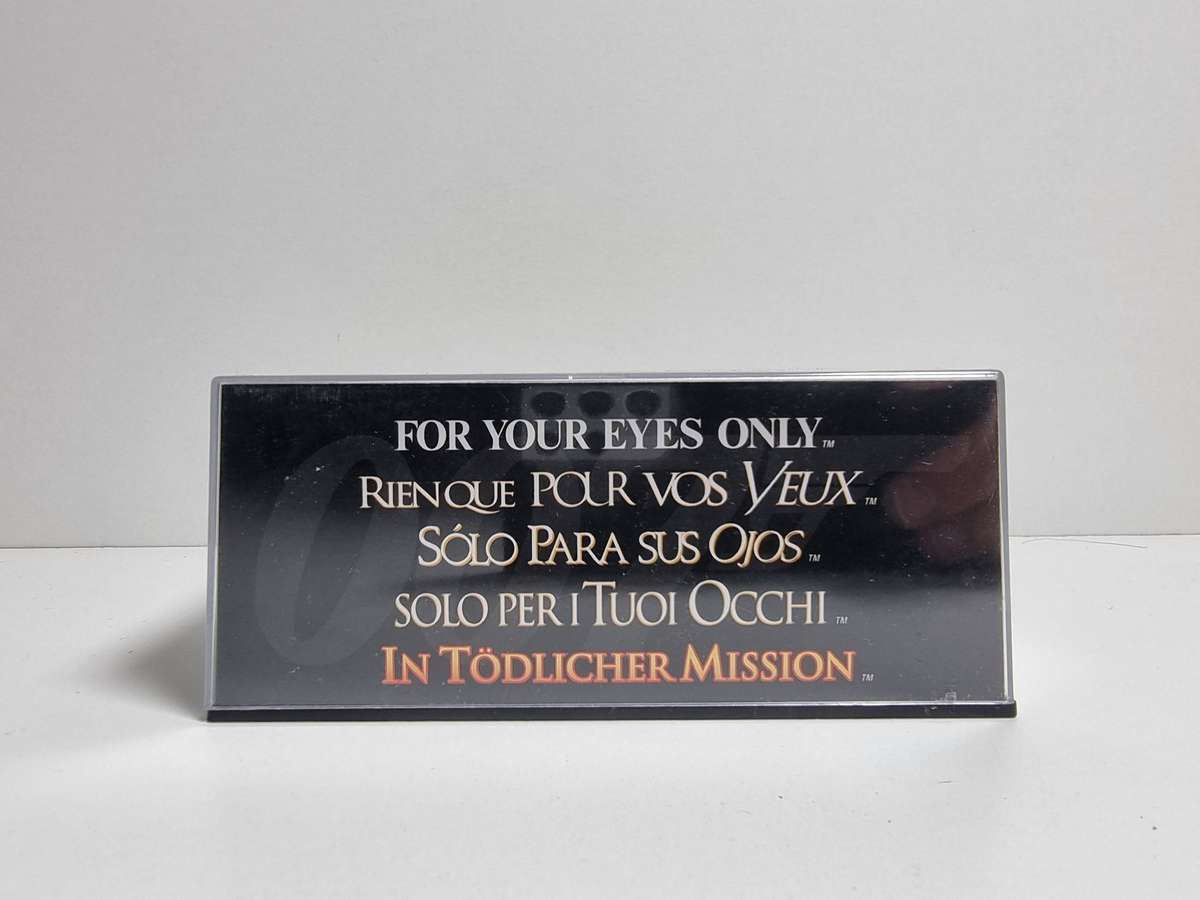 FOR YOUR EYES ONLY™
RIEN QUE POUR VOS YEUX™
SÓLO PARA SUS OJOS™
SOLO PER I TUOI OCCHI™
IN TÖDLICHER MISSION™
007